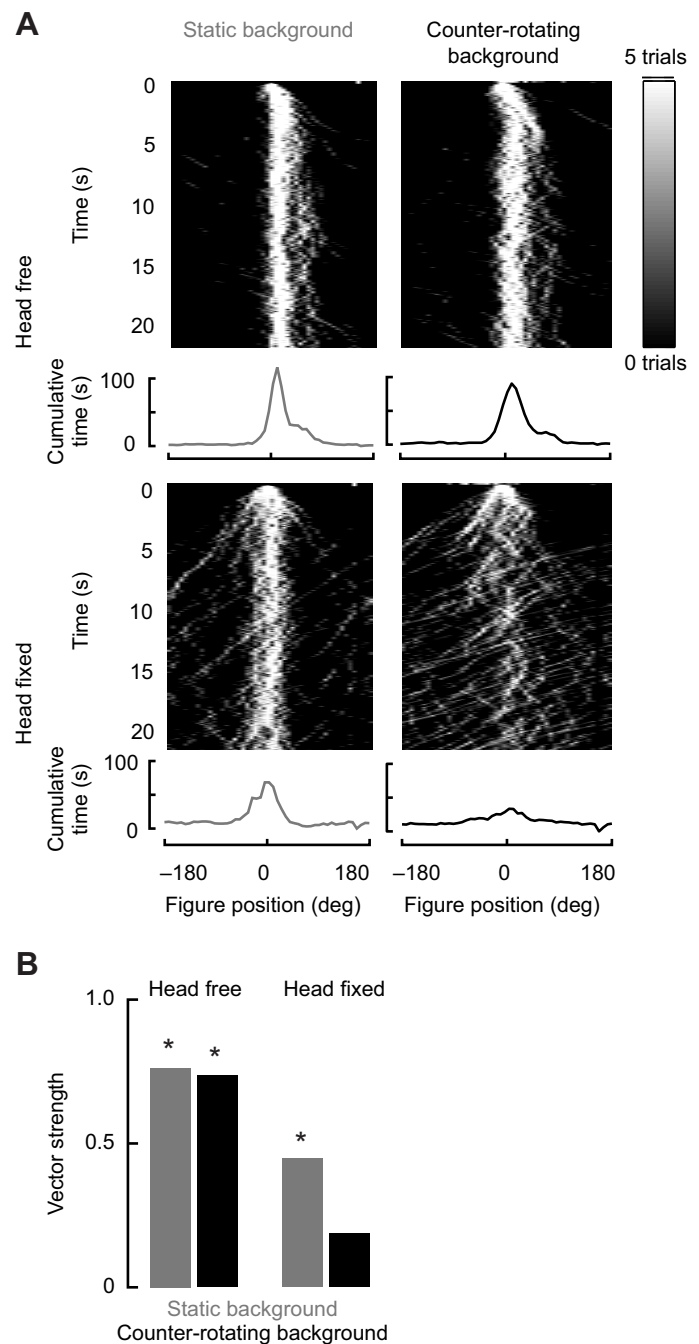 A
Static background
Counter-rotating
background
5 trials
0 trials
Head free
Time (s)
0
5
10
15
20
Cumulative
time (s)
100
0
Head fixed
Time (s)
0
5
10
15
20
Cumulative
time (s)
100
0
–180 0 180
–180 0 180
Figure position (deg)
Figure position (deg)
B
Head free
Head fixed
Vector strength
1.0
0.5
0
* * *
Static background
Counter-rotating background